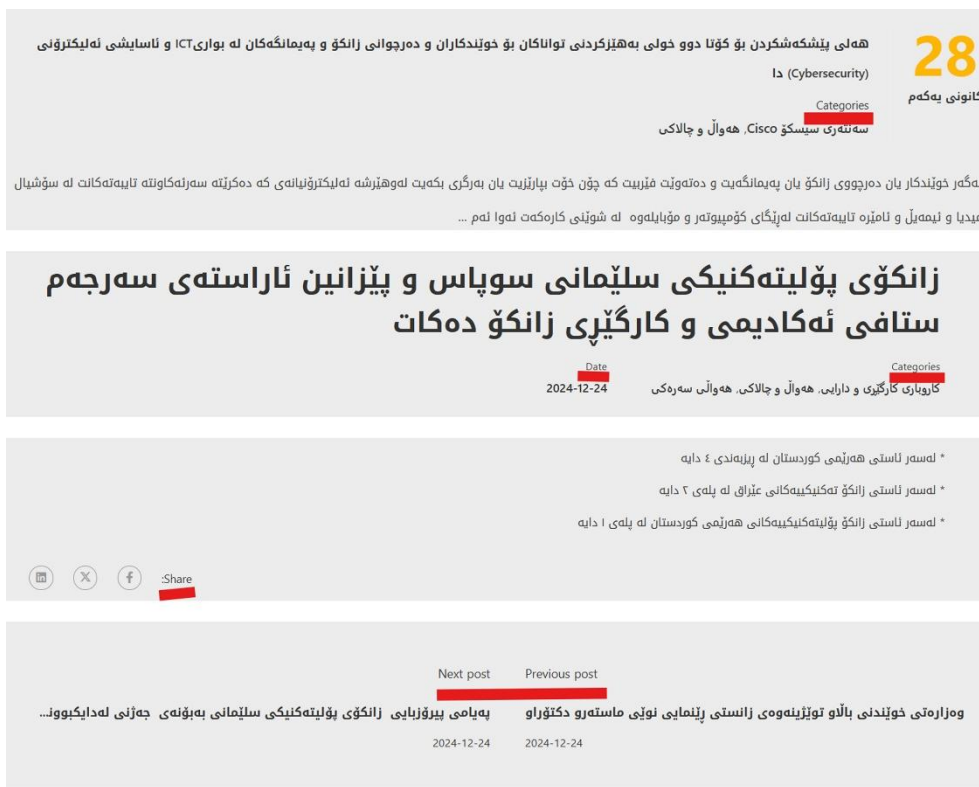 28
كانونی یەکەم
هەلی پێشکەشکردن بۆ کۆتا دوو خولی بەهێزکردنی تواناکان بۆ خوێندکاران و دەرچوانی زانکۆ و پەیمانگەکان لە بواریICT و ئاسایشی ئەلیکترۆنی
(Cybersecurity) دا
Categories
سەنتەری سیسکۆ Cisco, هەواڵ و چالاکی
ئەگەر خوێندکار یان دەرچووی زانکۆ یان پەیمانگەیت و دەتەوێت فێربیت کە چۆن خۆت بپارێزیت یان بەرگری بکەیت لەوهێرشە ئەلیکترۆنیانەی کە دەکرێتە سەرئەکاونتە تایبەتەکانت لە سۆشیال
میدیا و ئیمەیڵ و ئامێرە تایبەتەکانت لەڕێگای کۆمپیوتەر و مۆبایلەوە لە شوێنی کارەکەت ئەوا ئەم ...
زانکۆی پۆلیتەکنیکی سلێمانی سوپاس و پێزانین ئاراستەی سەرجەم
ستافی ئەکادیمی و کارگێڕی زانکۆ دەکات
Categories
کاروباری کارگێڕی و دارایی, هەواڵ و چالاکی, هەواڵی سەرەکی
Date
2024-12-24
* لەسەر ئاستی هەرێمی کوردستان لە ڕیزبەندی ٤ دایە
* لەسەر ئاستی زانکۆ تەکنیکییەکانی عێراق لە پلەی ٢ دایە
* لەسەر ئاستی زانکۆ پۆلیتەکنیکییەکانی هەرێمی کوردستان لە پلەی ١ دایە
Share:
Previous post
وەزارەتی خوێندنی باڵاو توێژینەوەی زانستی ڕێنمایی نوێی ماستەرو دکتۆراو
2024-12-24
Next post
پەیامی پیرۆزبایی زانکۆی پۆلیتەکنیکی سلێمانی بەبۆنەی جەژنی لەدایکبوونـ...
2024-12-24